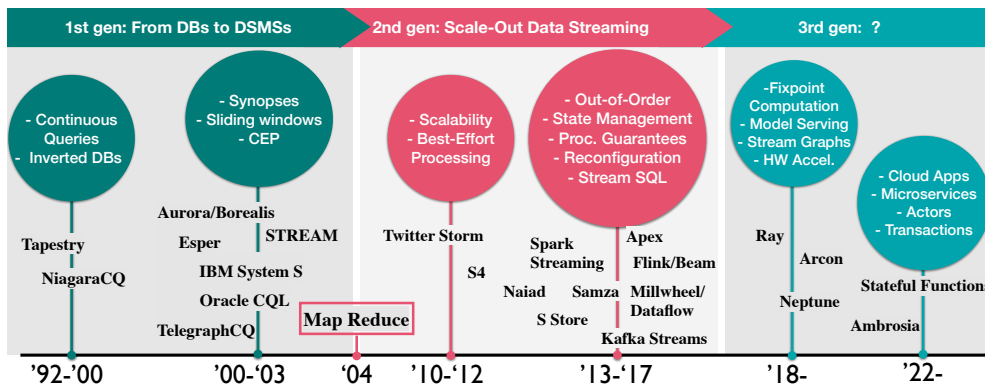 1st gen: From DBs to DSMSs
2nd gen: Scale-Out Data Streaming
3rd gen: ?
- Continuous
Queries
- Inverted DBs
- Synopses
- Sliding windows
- CEP
- Scalability
- Best-Effort
Processing
- Out-of-Order
- State Management
- Proc. Guarantees
- Reconfiguration
- Stream SQL
-Fixpoint
Computation
- Model Serving
- Stream Graphs
- HW Accel.
- Cloud Apps
- Microservices
- Actors
- Transactions
Tapestry
NiagaraCQ
Aurora/Borealis
Esper
STREAM
IBM System S
Oracle CQL
TelegraphCQ
Map Reduce
Twitter Storm
S4
Spark
Streaming
Apex
Flink/Beam
Naiad
Samza
Millwheel/
Dataflow
S Store
Kafka Streams
Ray
Arcon
Neptune
Stateful Functions
Ambrosia
'92-'00
'00-'03
'04
'10-'12
'13-'17
'18-
'22-